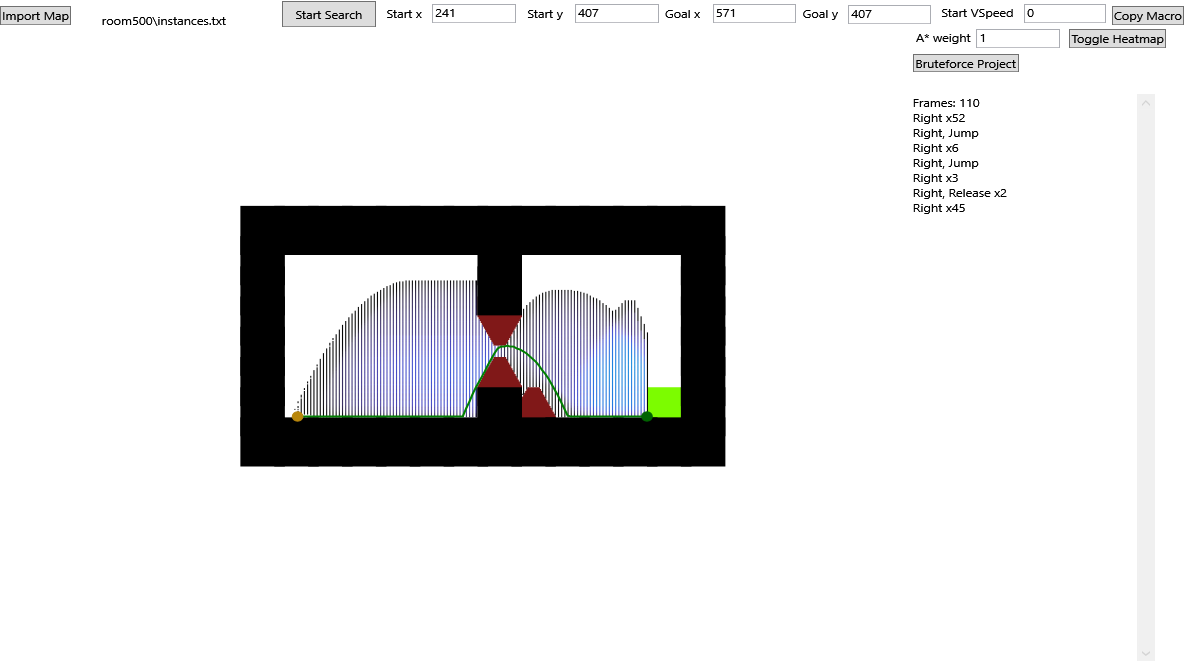 Import Map
room500\instances.txt
Start Search
Start x 241
Start y 407
Goal x 571
Goal y 407
Start VSpeed 0
Copy Macro
A* weight 1
Toggle Heatmap
Bruteforce Project
Frames: 110
Right x52
Right, Jump
Right x6
Right, Jump
Right x3
Right, Release x2
Right x45